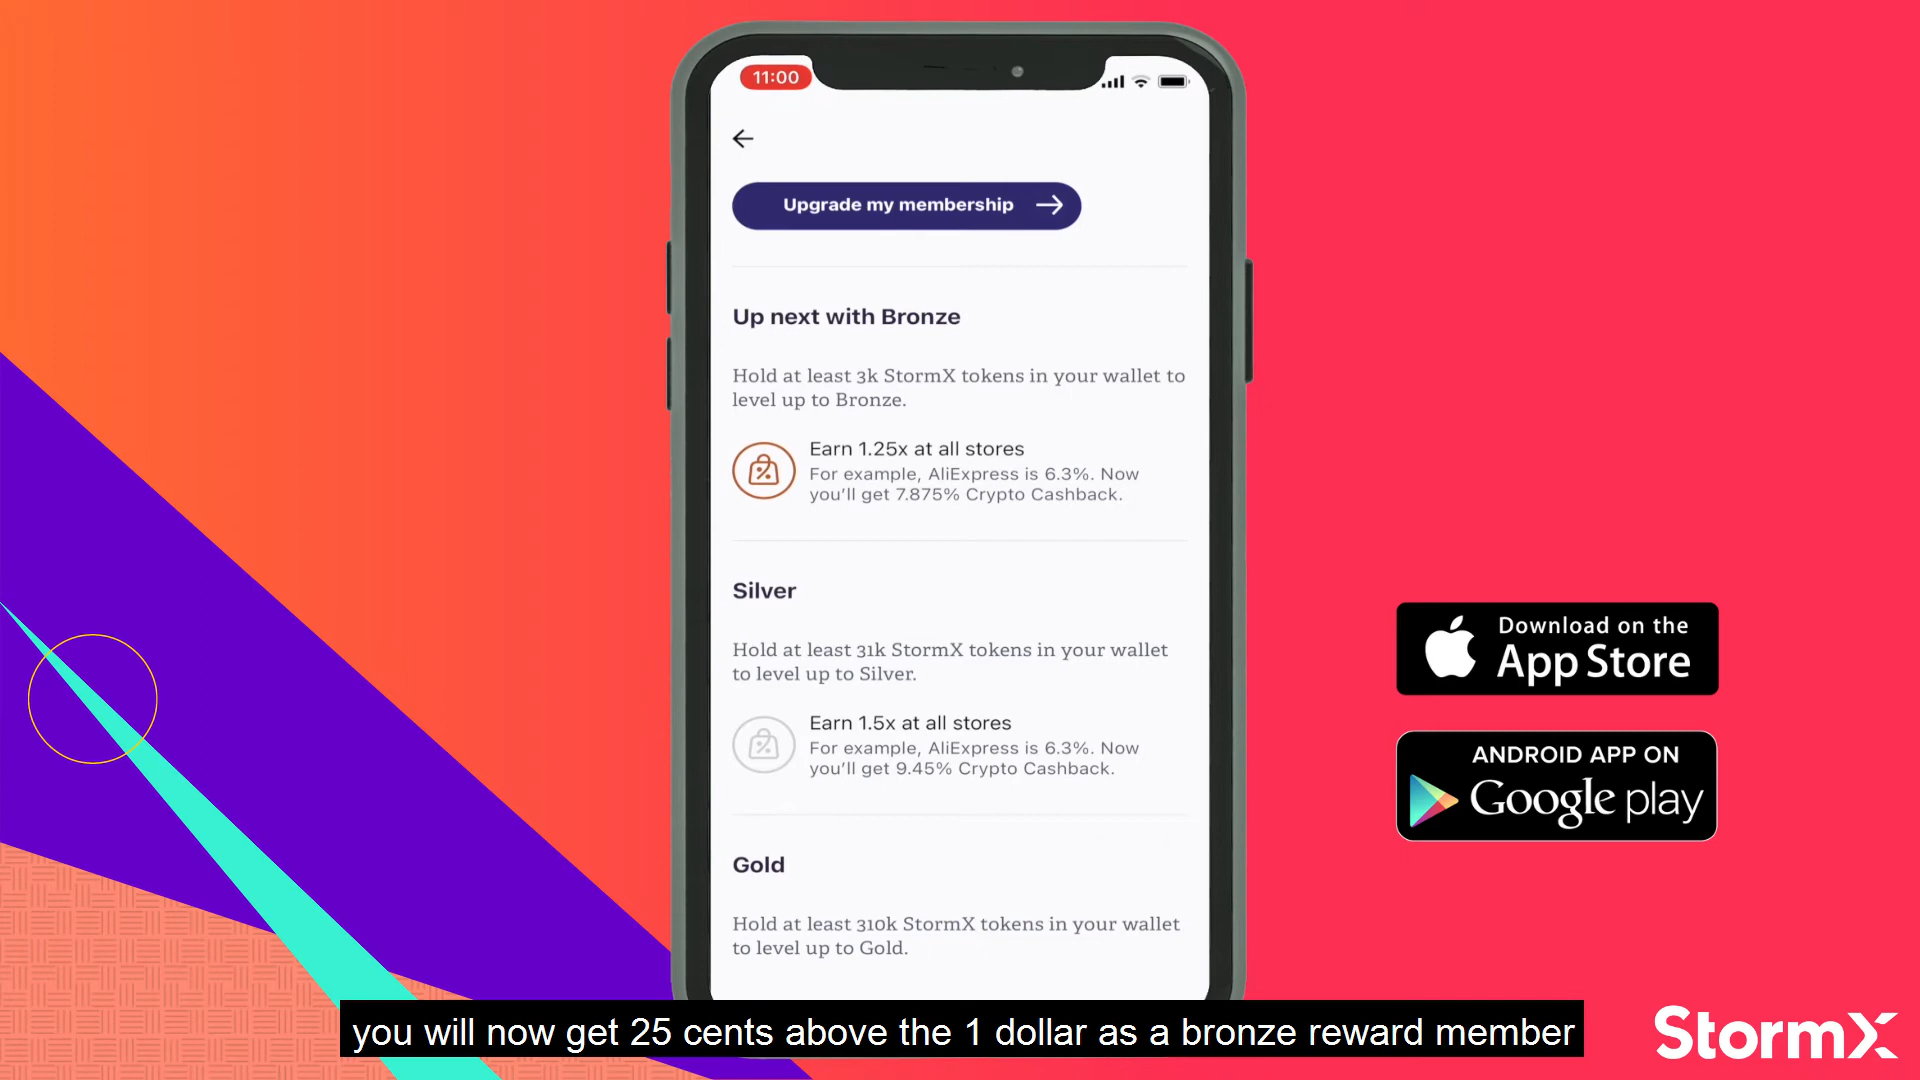 11:00
Upgrade my membership
Up next with Bronze
Hold at least 3k StormX tokens in your wallet to
level up to Bronze.
Earn 1.25x at all stores
For example, AliExpress is 6.3%. Now
you'll get 7.875% Crypto Cashback.
Silver
Hold at least 31k StormX tokens in your wallet
to level up to Silver.
Earn 1.5x at all stores
For example, AliExpress is 6.3%. Now
you'll get 9.45% Crypto Cashback.
Gold
Hold at least 310k StormX tokens in your wallet
to level up to Gold.
Download on the
App Store
ANDROID APP ON
Google play
you will now get 25 cents above the 1 dollar as a bronze reward member
StormX